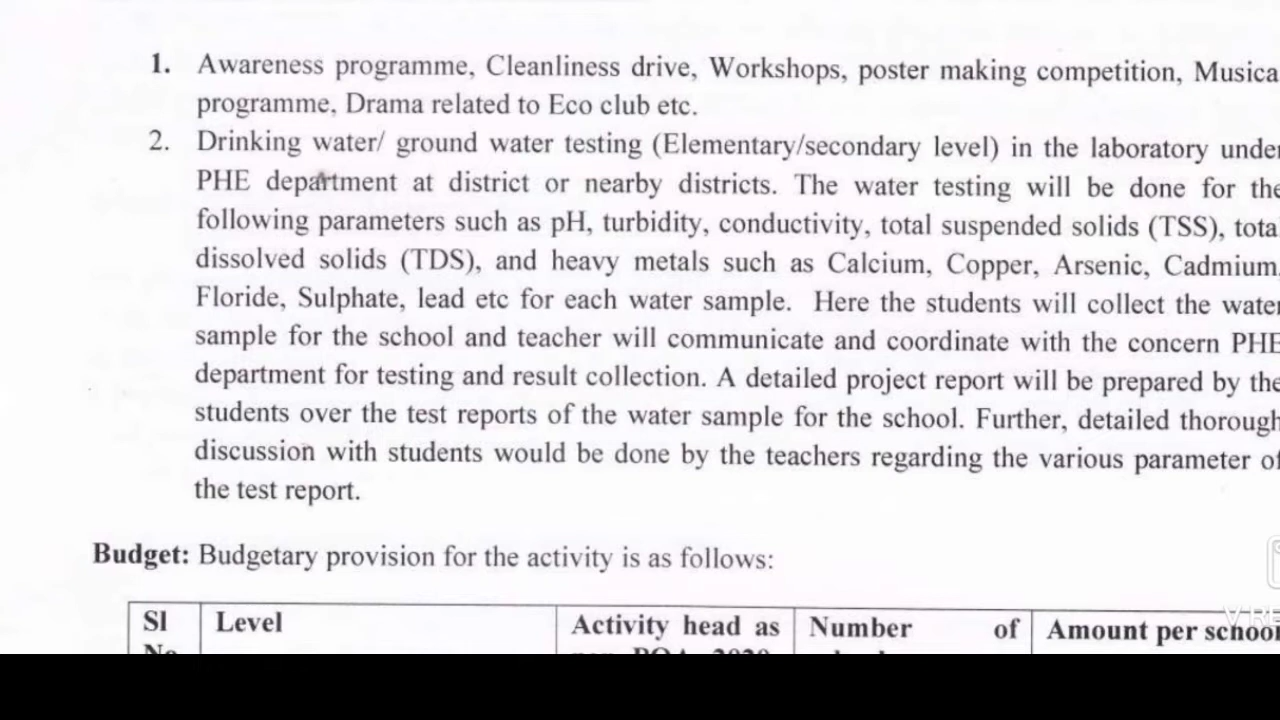 1. Awareness programme, Cleanliness drive, Workshops, poster making competition, Musica
programme, Drama related to Eco club etc.
2. Drinking water/ ground water testing (Elementary/secondary level) in the laboratory under
PHE department at district or nearby districts. The water testing will be done for the
following parameters such as pH, turbidity, conductivity, total suspended solids (TSS), tota
dissolved solids (TDS), and heavy metals such as Calcium, Copper, Arsenic, Cadmium,
Floride, Sulphate, lead etc for each water sample. Here the students will collect the water
sample for the school and teacher will communicate and coordinate with the concern PHE
department for testing and result collection. A detailed project report will be prepared by the
students over the test reports of the water sample for the school. Further, detailed thorough
discussion with students would be done by the teachers regarding the various parameter of
the test report.
Budget: Budgetary provision for the activity is as follows:
Sl Level Activity head as Number of Amount per school
No
V RE